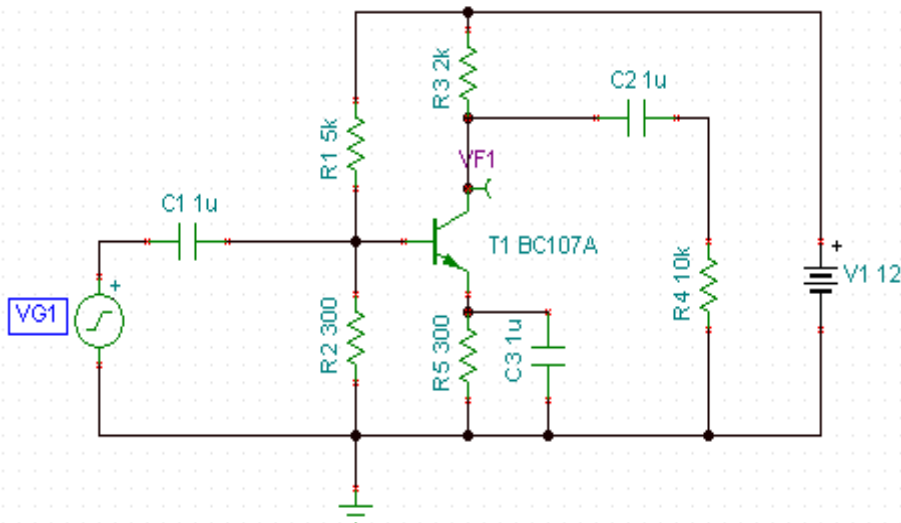 R3 2k
C2 1u
R1 5k
VF1
C1 1u
T1 BC107A
+
VG1
+
V1 12
R4 10k
R2 300
R5 300
C3 1u